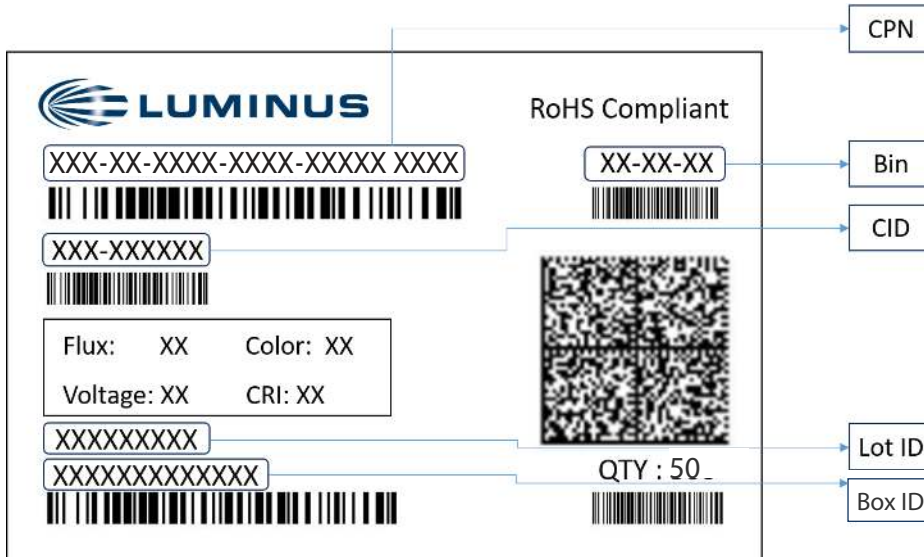 CPN
LUMINUS
RoHS Compliant
XXX-XX-XXXX-XXXX-XXXXX XXXX
XX-XX-XX
Bin
XXX-XXXXXX
CID
Flux: XX Color: XX
Voltage: XX CRI: XX
XXXXXXXXX
Lot ID
XXXXXXXXXXXXX
QTY : 50
Box ID